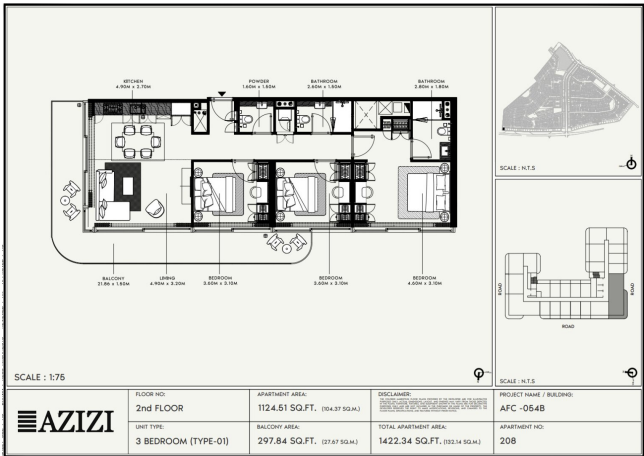 KITCHEN
4.90M x 2.70M
POWDER
1.60M x 1.50M
BATHROOM
2.60M x 1.50M
BATHROOM
2.80M x 1.80M
BALCONY
21.86 x 1.50M
LIVING
4.90M x 3.20M
BEDROOM
3.60M x 3.10M
BEDROOM
3.60M x 3.10M
BEDROOM
4.60M x 3.10M
SCALE : 1:75
SCALE : N.T.S
ROAD
ROAD
ROAD
SCALE : N.T.S
AZIZI
FLOOR NO:
2nd FLOOR
UNIT TYPE:
3 BEDROOM (TYPE-01)
APARTMENT AREA:
1124.51 SQ.FT. (104.37 SQ.M.)
BALCONY AREA:
297.84 SQ.FT. (27.67 SQ.M.)
DISCLAIMER:
TOTAL APARTMENT AREA:
1422.34 SQ.FT. (132.14 SQ.M.)
PROJECT NAME / BUILDING:
AFC -054B
APARTMENT NO:
208